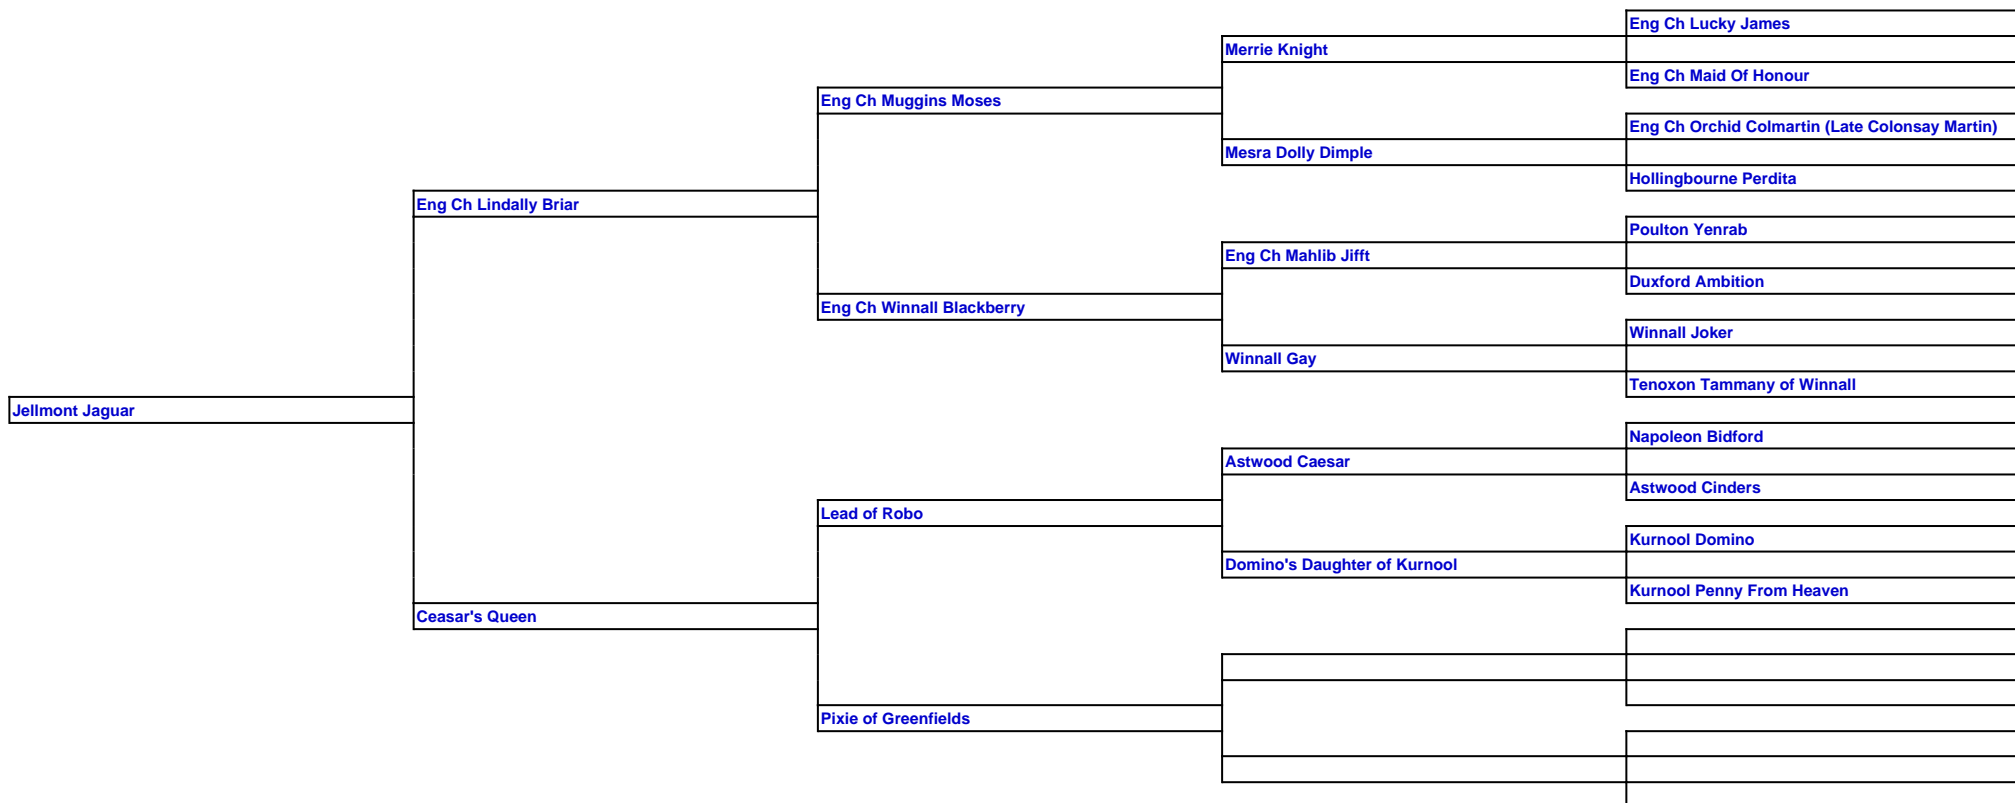 Eng Ch Lucky James
Merrie Knight
Eng Ch Maid Of Honour
Eng Ch Muggins Moses
Eng Ch Orchid Colmartin (Late Colonsay Martin)
Mesra Dolly Dimple
Hollingbourne Perdita
Eng Ch Lindally Briar
Poulton Yenrab
Eng Ch Mahlib Jifft
Duxford Ambition
Eng Ch Winnall Blackberry
Winnall Joker
Winnall Gay
Tenoxon Tammany of Winnall
Jellmont Jaguar
Napoleon Bidford
Astwood Caesar
Astwood Cinders
Lead of Robo
Kurnool Domino
Domino's Daughter of Kurnool
Kurnool Penny From Heaven
Ceasar's Queen
Pixie of Greenfields